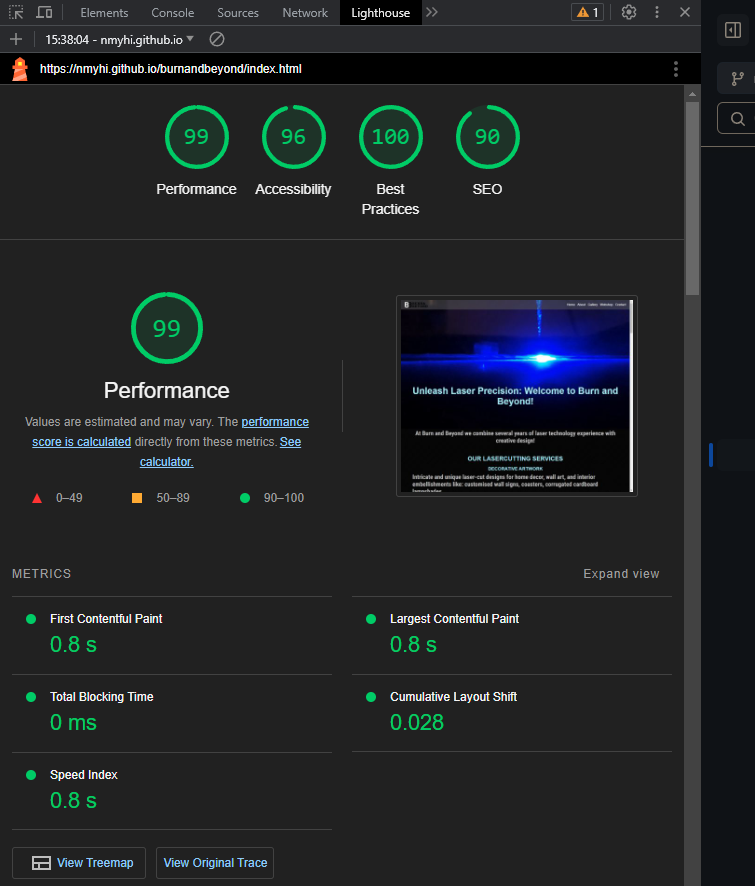 Elements Console Sources Network Lighthouse 1
15:38:04 - nmyhi.github.io
https://nmyhi.github.io/burnandbeyond/index.html
99 96 100 90
Performance Accessibility Best Practices SEO
99
Performance
Values are estimated and may vary. The performance
score is calculated directly from these metrics. See
calculator.
0–49 50–89 90–100
Unleash Laser Precision: Welcome to Burn and
Beyond!
At Burn and Beyond we combine several years of laser technology experience with
creative design!
OUR LASERCUTTING SERVICES
DECORATIVE ARTWORK
Intricate and unique laser-cut designs for home decor, wall art, and interior
embellishments like: customised wall signs, coasters, corrugated cardboard
lampshades
METRICS Expand view
First Contentful Paint
0.8 s
Largest Contentful Paint
0.8 s
Total Blocking Time
0 ms
Cumulative Layout Shift
0.028
Speed Index
0.8 s
View Treemap View Original Trace